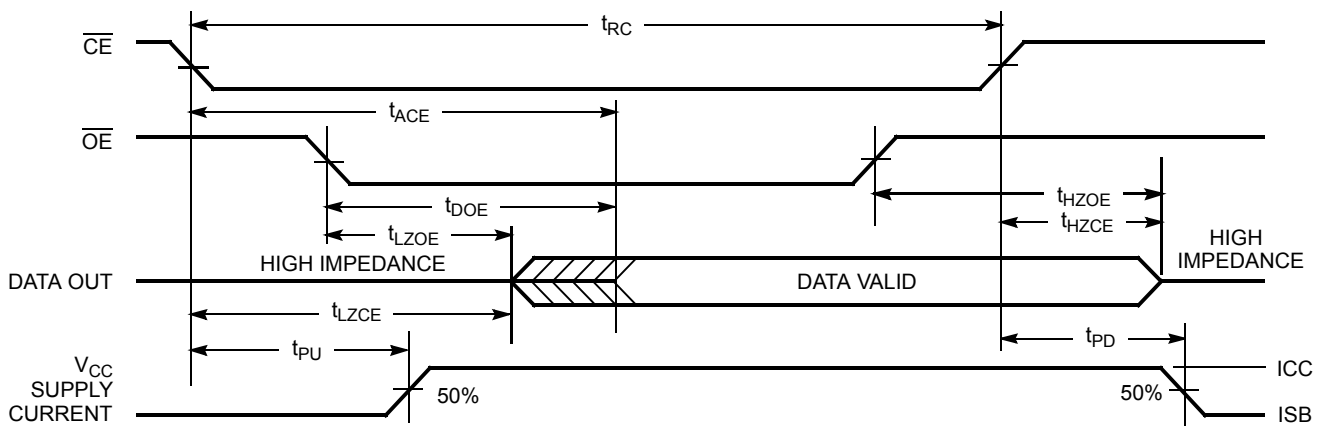 tRC
CE
tACE
OE
tHZOE
tDOE
tHZCE
tLZOE
HIGH
IMPEDANCE
HIGH IMPEDANCE
DATA OUT
DATA VALID
tLZCE
tPU
tPD
VCC
SUPPLY
CURRENT
50%
50%
ICC
ISB